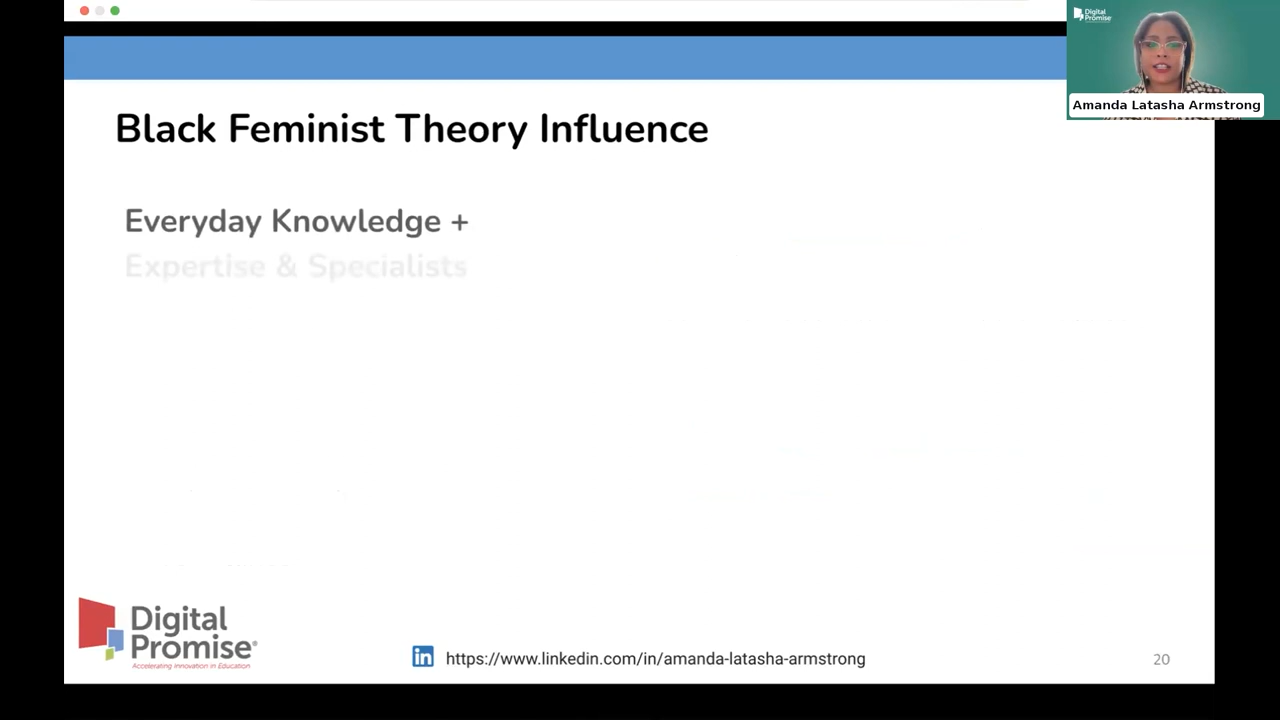 Digital
Promise
Amanda Latasha Armstrong
Black Feminist Theory Influence
Everyday Knowledge +
Expertise & Specialists
Digital
Promise®
Accelerating Innovation in Education
in https://www.linkedin.com/in/amanda-latasha-armstrong
20